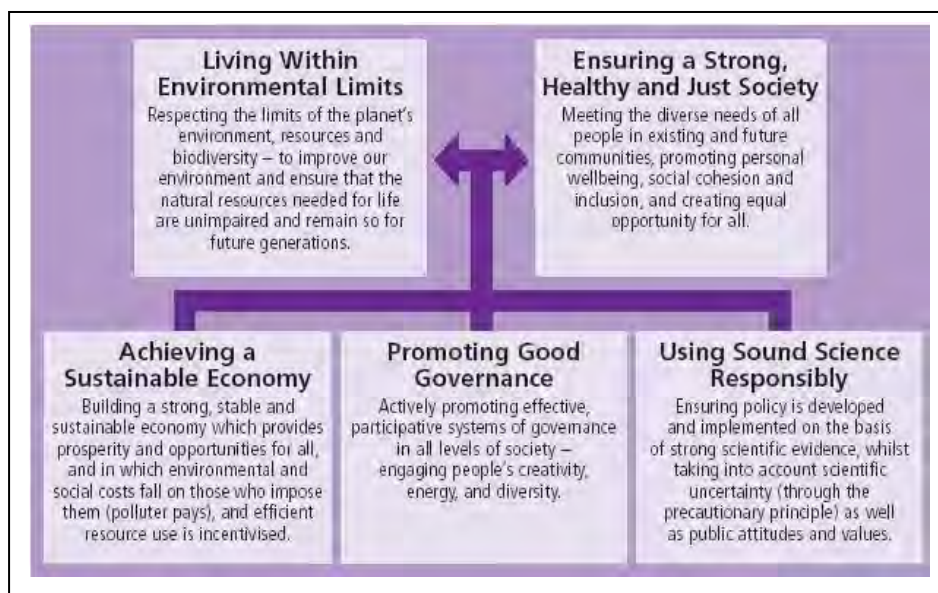 Living Within
Environmental Limits
Respecting the limits of the planet's
environment, resources and
biodiversity – to improve our
environment and ensure that the
natural resources needed for life
are unimpaired and remain so for
future generations.
Ensuring a Strong,
Healthy and Just Society
Meeting the diverse needs of all
people in existing and future
communities, promoting personal
wellbeing, social cohesion and
inclusion, and creating equal
opportunity for all.
Achieving a
Sustainable Economy
Building a strong, stable and
sustainable economy which provides
prosperity and opportunities for all,
and in which environmental and
social costs fall on those who impose
them (polluter pays), and efficient
resource use is incentivised.
Promoting Good
Governance
Actively promoting effective,
participative systems of governance
in all levels of society –
engaging people's creativity,
energy, and diversity.
Using Sound Science
Responsibly
Ensuring policy is developed
and implemented on the basis
of strong scientific evidence, whilst
taking into account scientific
uncertainty (through the
precautionary principle) as well
as public attitudes and values.